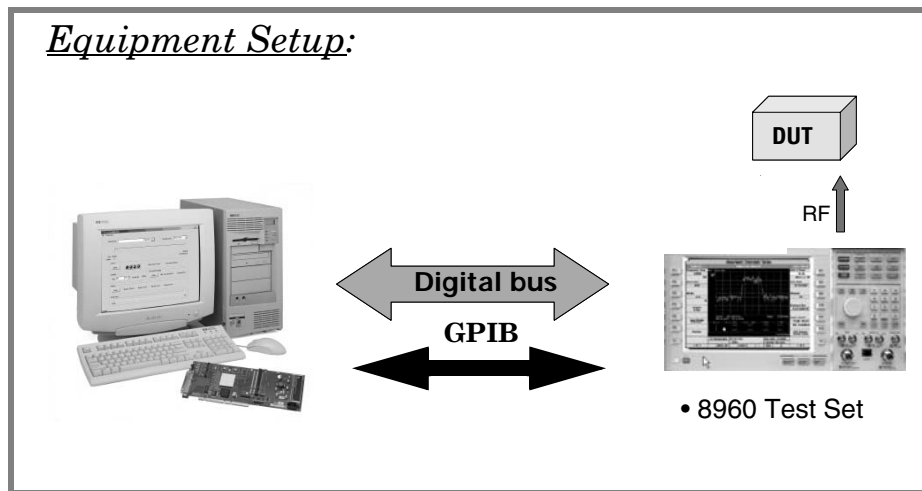 Equipment Setup:
DUT
RF
Digital bus
GPIB
• 8960 Test Set